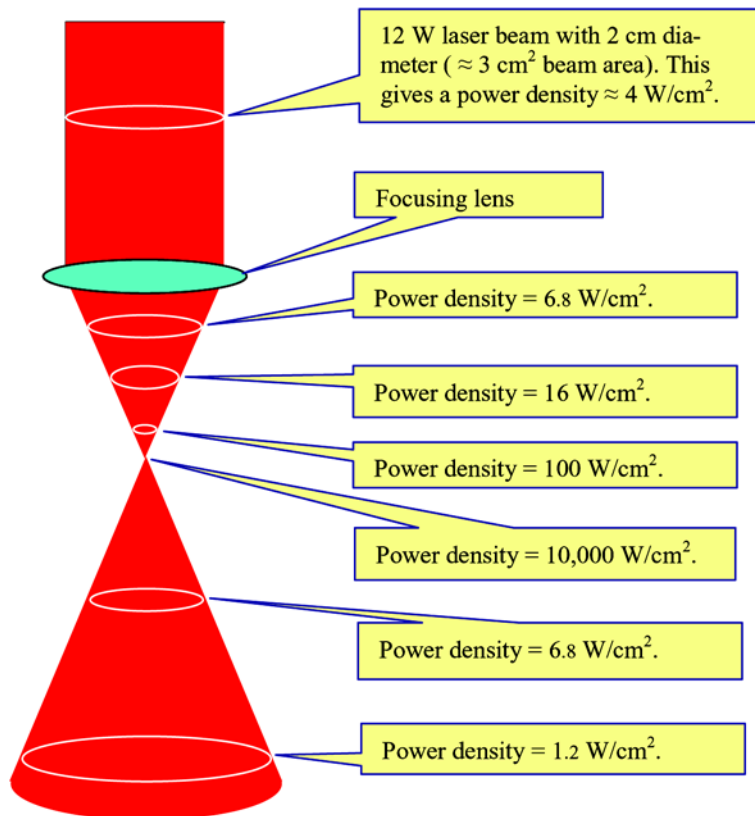 12 W laser beam with 2 cm dia-
meter ( ≈ 3 cm² beam area). This
gives a power density ≈ 4 W/cm².
Focusing lens
Power density = 6.8 W/cm².
Power density = 16 W/cm².
Power density = 100 W/cm².
Power density = 10,000 W/cm².
Power density = 6.8 W/cm².
Power density = 1.2 W/cm².